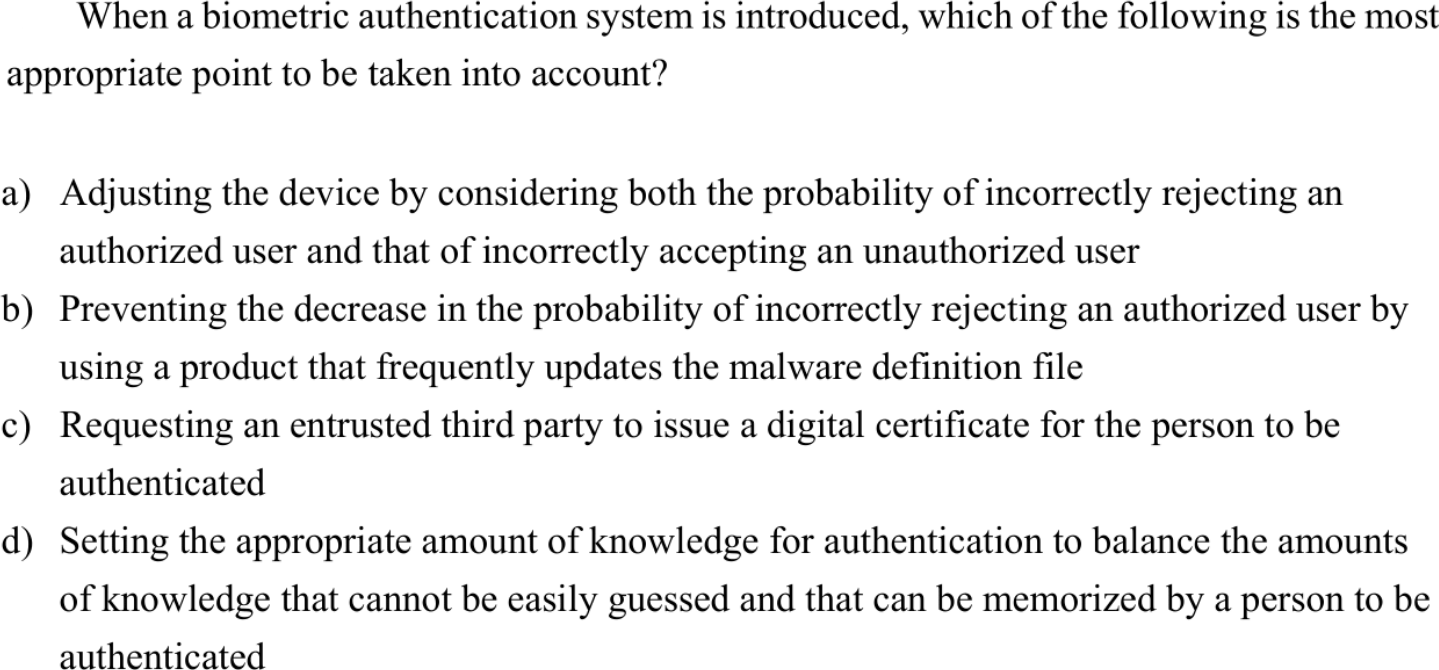 When a biometric authentication system is introduced, which of the following is the most
appropriate point to be taken into account?
a) Adjusting the device by considering both the probability of incorrectly rejecting an
authorized user and that of incorrectly accepting an unauthorized user
b) Preventing the decrease in the probability of incorrectly rejecting an authorized user by
using a product that frequently updates the malware definition file
c) Requesting an entrusted third party to issue a digital certificate for the person to be
authenticated
d) Setting the appropriate amount of knowledge for authentication to balance the amounts
of knowledge that cannot be easily guessed and that can be memorized by a person to be
authenticated